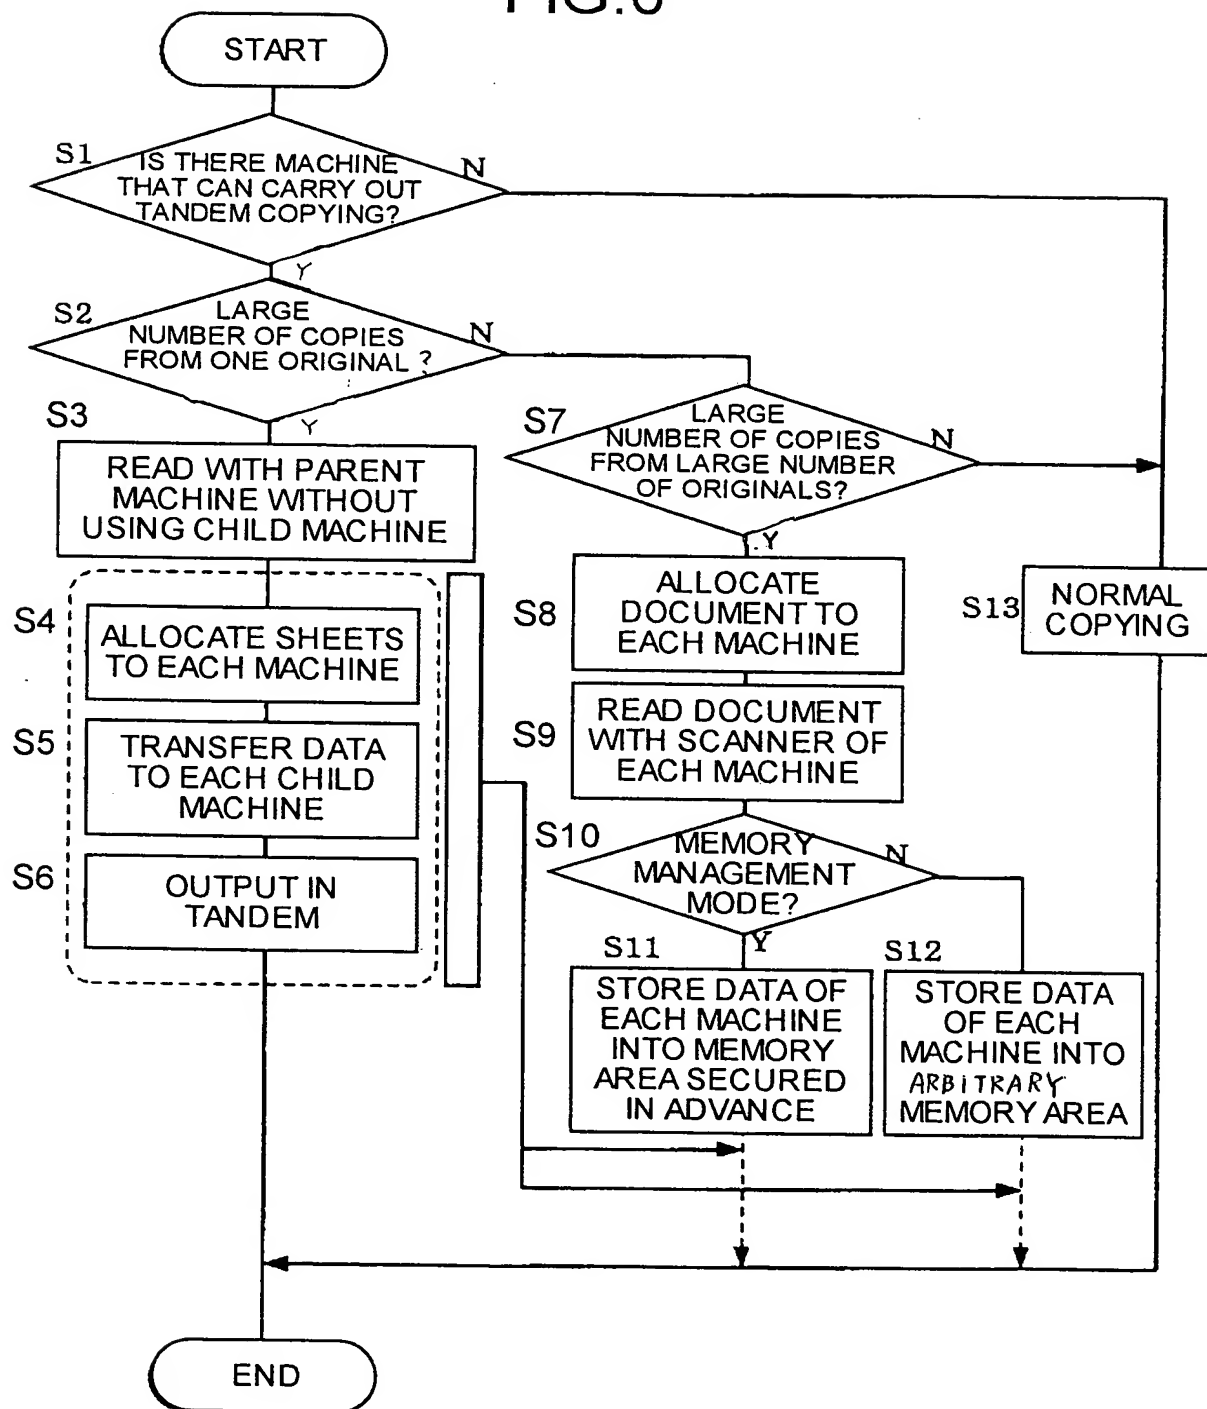 FIG.6
START
S1
IS THERE MACHINE
THAT CAN CARRY OUT
TANDEM COPYING?
N
Y
S2
LARGE
NUMBER OF COPIES
FROM ONE ORIGINAL ?
N
Y
S3
READ WITH PARENT
MACHINE WITHOUT
USING CHILD MACHINE
S4
ALLOCATE SHEETS
TO EACH MACHINE
S5
TRANSFER DATA
TO EACH CHILD
MACHINE
S6
OUTPUT IN
TANDEM
S7
LARGE
NUMBER OF COPIES
FROM LARGE NUMBER
OF ORIGINALS?
N
Y
S8
ALLOCATE
DOCUMENT TO
EACH MACHINE
S9
READ DOCUMENT
WITH SCANNER OF
EACH MACHINE
S10
MEMORY
MANAGEMENT
MODE?
N
Y
S11
STORE DATA OF
EACH MACHINE
INTO MEMORY
AREA SECURED
IN ADVANCE
S12
STORE DATA
OF EACH
MACHINE INTO
ARBITRARY
MEMORY AREA
S13
NORMAL
COPYING
END